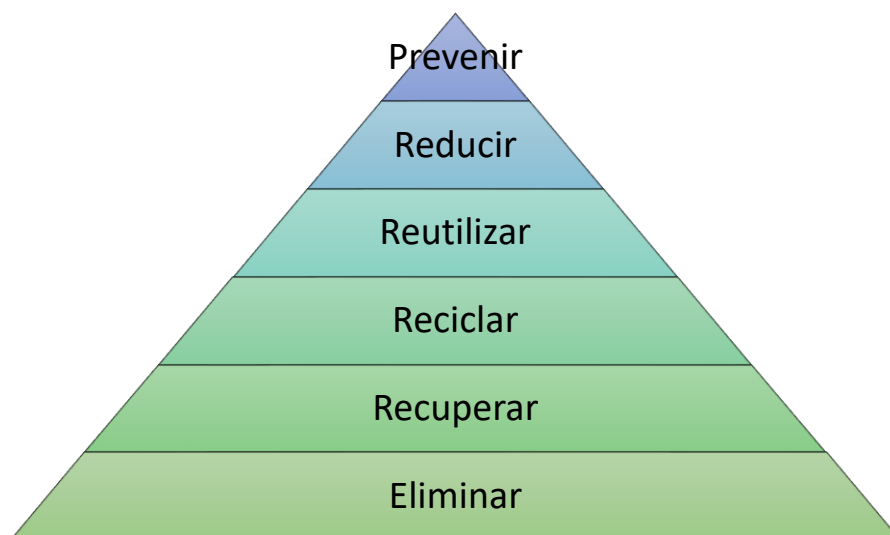 Prevenir
Reducir
Reutilizar
Reciclar
Recuperar
Eliminar